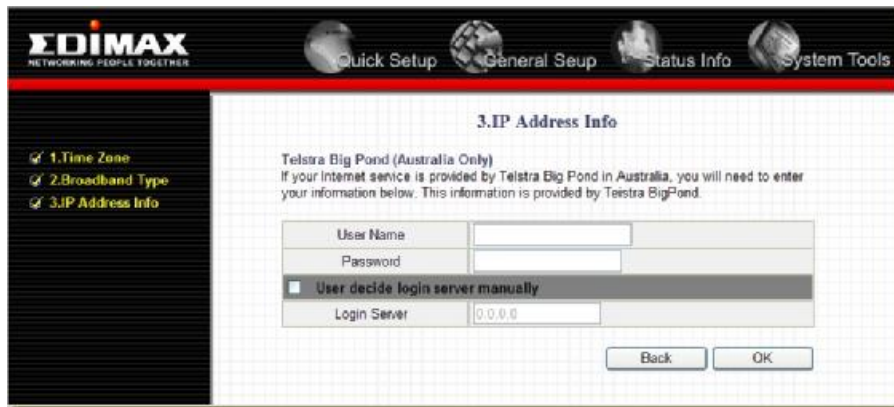 EDIMAX
NETWORKING PEOPLE TOGETHER
Quick Setup
General Seup
Status Info
System Tools
3.IP Address Info
1.Time Zone
2.Broadband Type
3.IP Address Info
Telstra Big Pond (Australia Only)
If your Internet service is provided by Telstra Big Pond in Australia, you will need to enter
your information below. This information is provided by Teistra BigPond.
User Name
Password
User decide login server manually
Login Server 0.0.0.0
Back OK